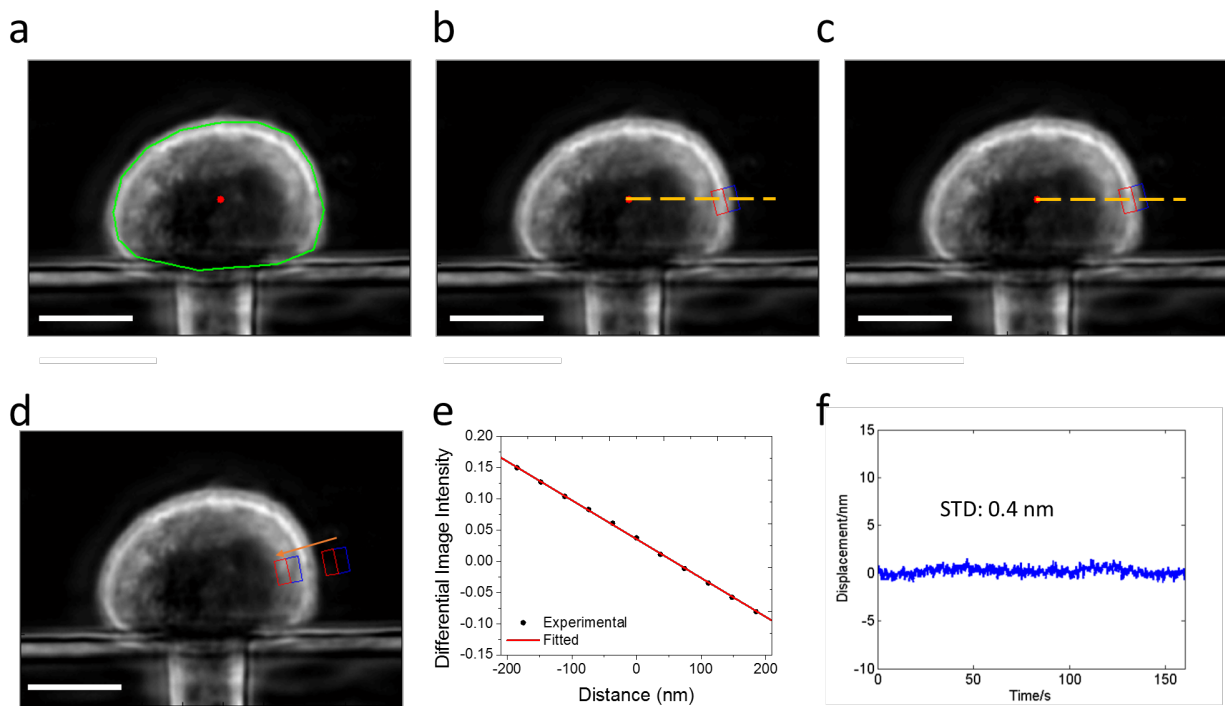 a
b
c
d
e
f
Differential Image Intensity
0.20
0.15
0.10
0.05
0.00
-0.05
-0.10
-0.15
Experimental
Fitted
-200
-100
0
100
200
Distance (nm)
Displacement/nm
15
10
5
0
-5
-10
STD: 0.4 nm
0
50
100
150
Time/s